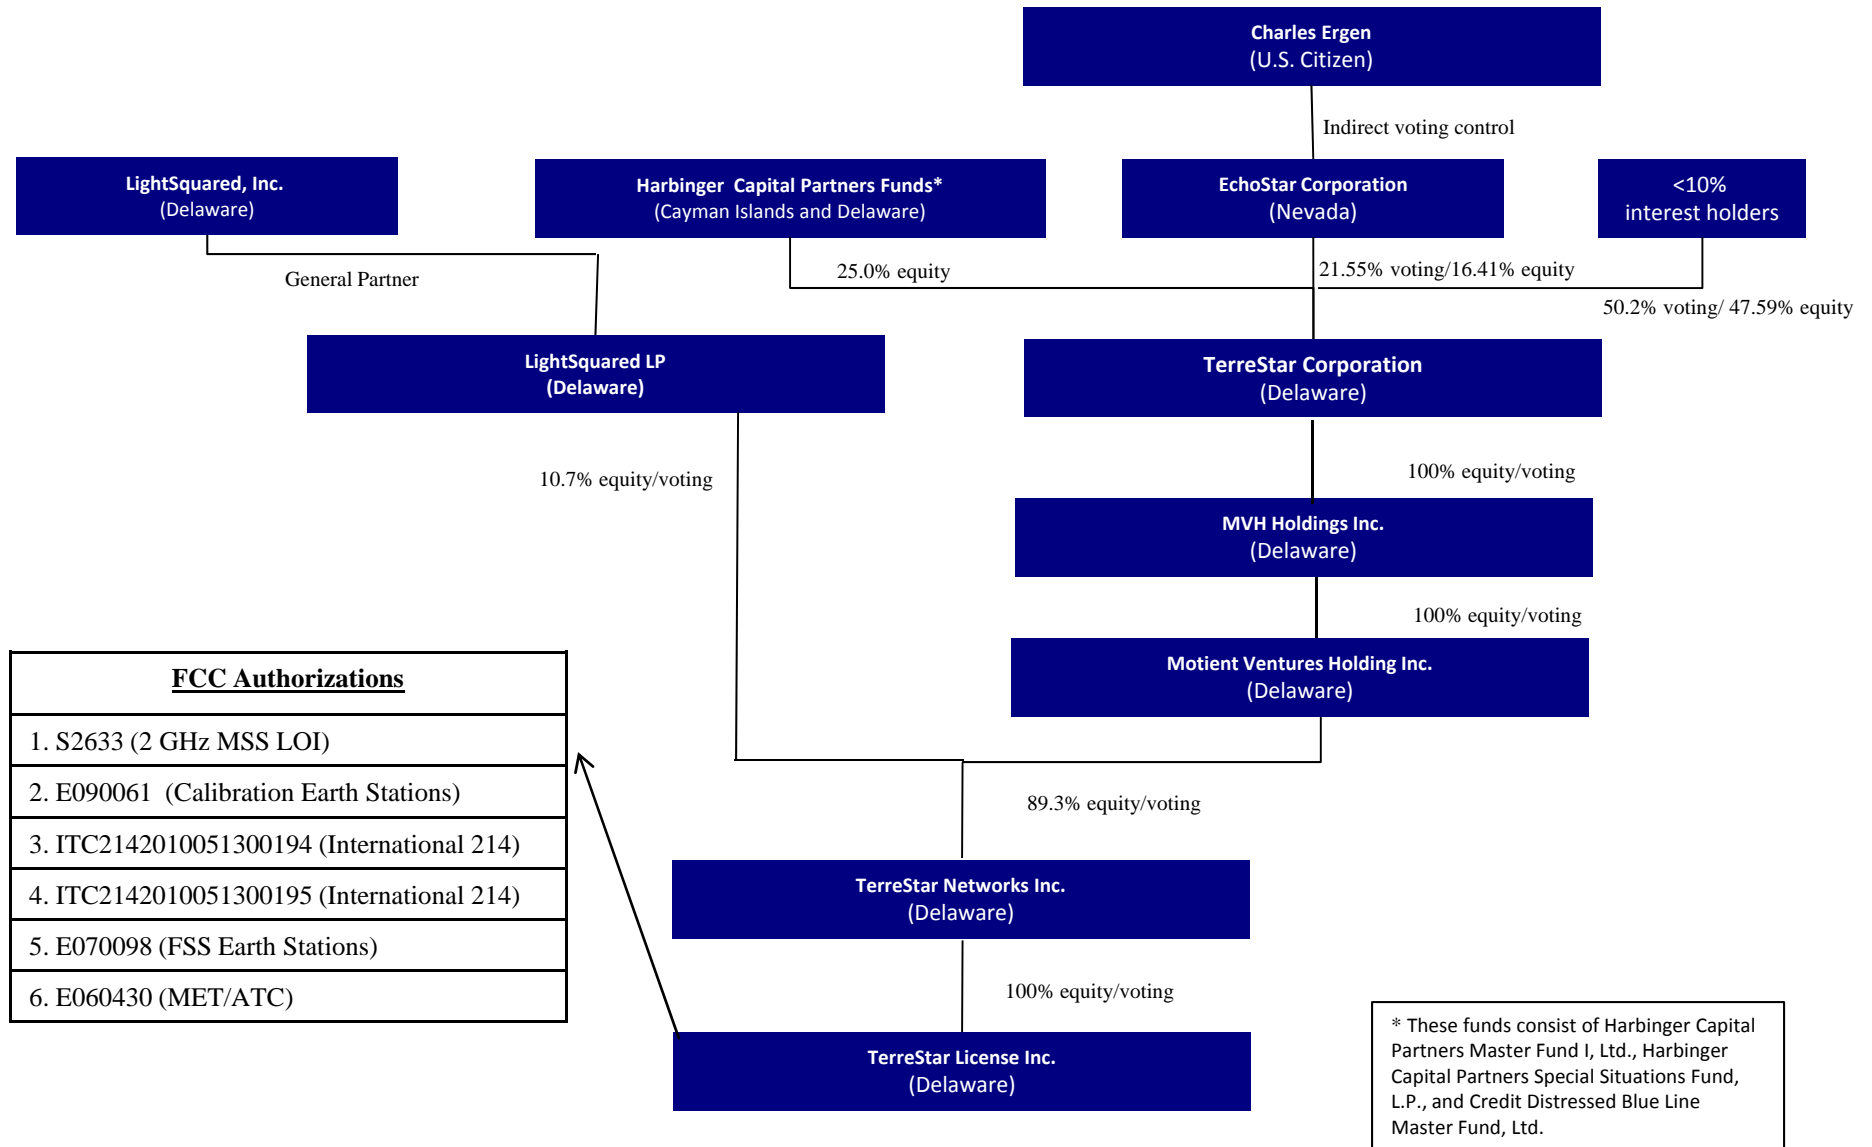 Charles Ergen
(U.S. Citizen)
Indirect voting control
LightSquared, Inc.
(Delaware)
Harbinger Capital Partners Funds*
(Cayman Islands and Delaware)
EchoStar Corporation
(Nevada)
<10%
interest holders
General Partner
25.0% equity
21.55% voting/16.41% equity
50.2% voting/ 47.59% equity
LightSquared LP
(Delaware)
TerreStar Corporation
(Delaware)
10.7% equity/voting
100% equity/voting
MVH Holdings Inc.
(Delaware)
100% equity/voting
Motient Ventures Holding Inc.
(Delaware)
FCC Authorizations
1. S2633 (2 GHz MSS LOI)
2. E090061 (Calibration Earth Stations)
3. ITC2142010051300194 (International 214)
4. ITC2142010051300195 (International 214)
5. E070098 (FSS Earth Stations)
6. E060430 (MET/ATC)
89.3% equity/voting
TerreStar Networks Inc.
(Delaware)
100% equity/voting
TerreStar License Inc.
(Delaware)
* These funds consist of Harbinger Capital
Partners Master Fund I, Ltd., Harbinger
Capital Partners Special Situations Fund,
L.P., and Credit Distressed Blue Line
Master Fund, Ltd.